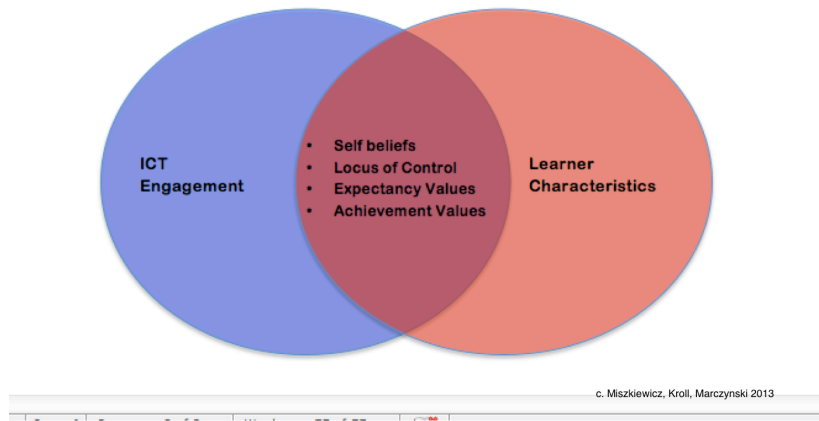 ICT
Engagement
• Self beliefs
• Locus of Control
• Expectancy Values
• Achievement Values
Learner
Characteristics
c. Miszkiewicz, Kroll, Marczynski 2013